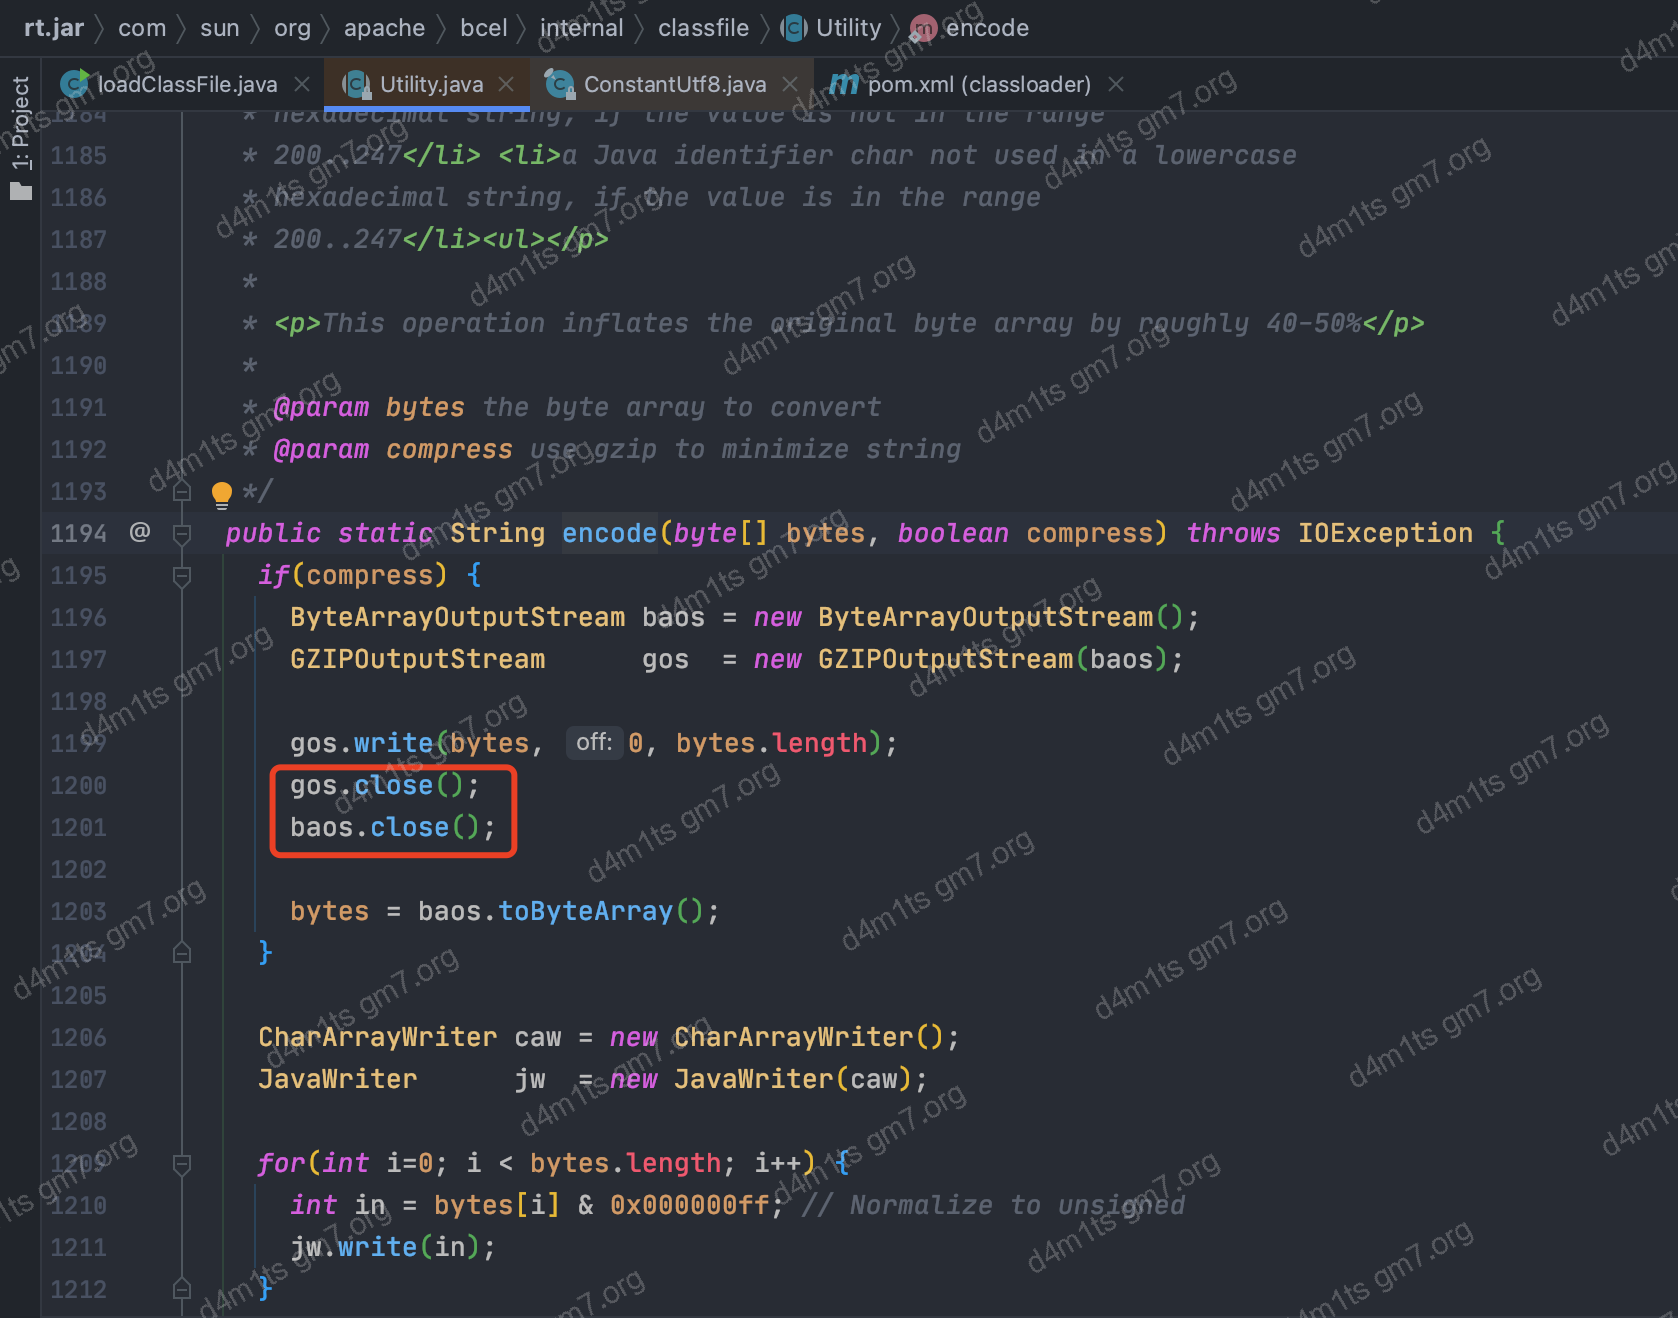 rt.jar com sun org apache bcel internal classfile Utility encode
loadClassFile.java Utility.java ConstantUtf8.java pom.xml (classloader)
1: Project
1184 * hexadecimal string, if the value is not in the range
1185 * 200..247</li> <li>a Java identifier char not used in a lowercase
1186 * hexadecimal string, if the value is in the range
1187 * 200..247</li><ul></p>
1188 *
1189 * <p>This operation inflates the original byte array by roughly 40-50%</p>
1190 *
1191 * @param bytes the byte array to convert
1192 * @param compress use gzip to minimize string
1193 */
1194 @ public static String encode(byte[] bytes, boolean compress) throws IOException {
1195 if(compress) {
1196 ByteArrayOutputStream baos = new ByteArrayOutputStream();
1197 GZIPOutputStream gos = new GZIPOutputStream(baos);
1198
1199 gos.write(bytes, off: 0, bytes.length);
1200 gos.close();
1201 baos.close();
1202
1203 bytes = baos.toByteArray();
1204 }
1205
1206 CharArrayWriter caw = new CharArrayWriter();
1207 JavaWriter jw = new JavaWriter(caw);
1208
1209 for(int i=0; i < bytes.length; i++) {
1210 int in = bytes[i] & 0x000000ff; // Normalize to unsigned
1211 jw.write(in);
1212 }
d4m1ts gm7.org